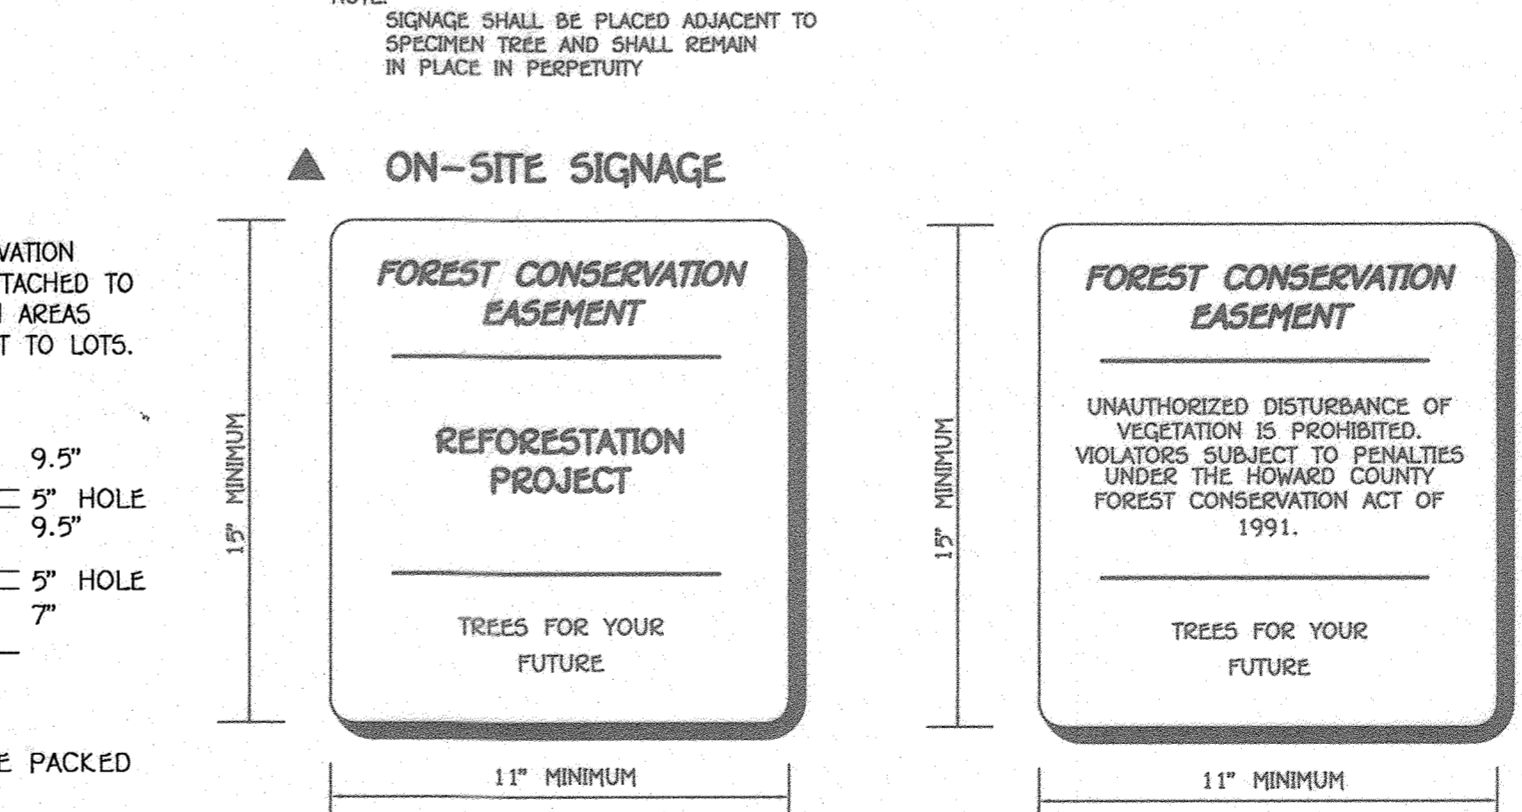 NOTE:
SIGNAGE SHALL BE PLACED ADJACENT TO
SPECIMEN TREE AND SHALL REMAIN
IN PLACE IN PERPETUITY
▲ ON-SITE SIGNAGE
VATION
TACHED TO
AREAS
T TO LOTS.
9.5"
5" HOLE
9.5"
5" HOLE
7"
E PACKED
15" MINIMUM
FOREST CONSERVATION
EASEMENT
REFORESTATION
PROJECT
TREES FOR YOUR
FUTURE
11" MINIMUM
15" MINIMUM
FOREST CONSERVATION
EASEMENT
UNAUTHORIZED DISTURBANCE OF
VEGETATION IS PROHIBITED.
VIOLATORS SUBJECT TO PENALTIES
UNDER THE HOWARD COUNTY
FOREST CONSERVATION ACT OF
1991.
TREES FOR YOUR
FUTURE
11" MINIMUM